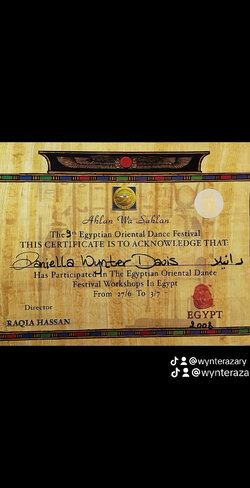 Ahlan Wa Sahlan
The 9th Egyptian Oriental Dance Festival
THIS CERTIFICATE IS TO ACKNOWLEDGE THAT
Daniella Wynter Davis دانيلا
Has Participated In The Egyptian Oriental Dance
Festival Workshops In Egypt
From 27/6 To 3/7
Director
RAQIA HASSAN
EGYPT
2008
@wynterazary
@wynteraza